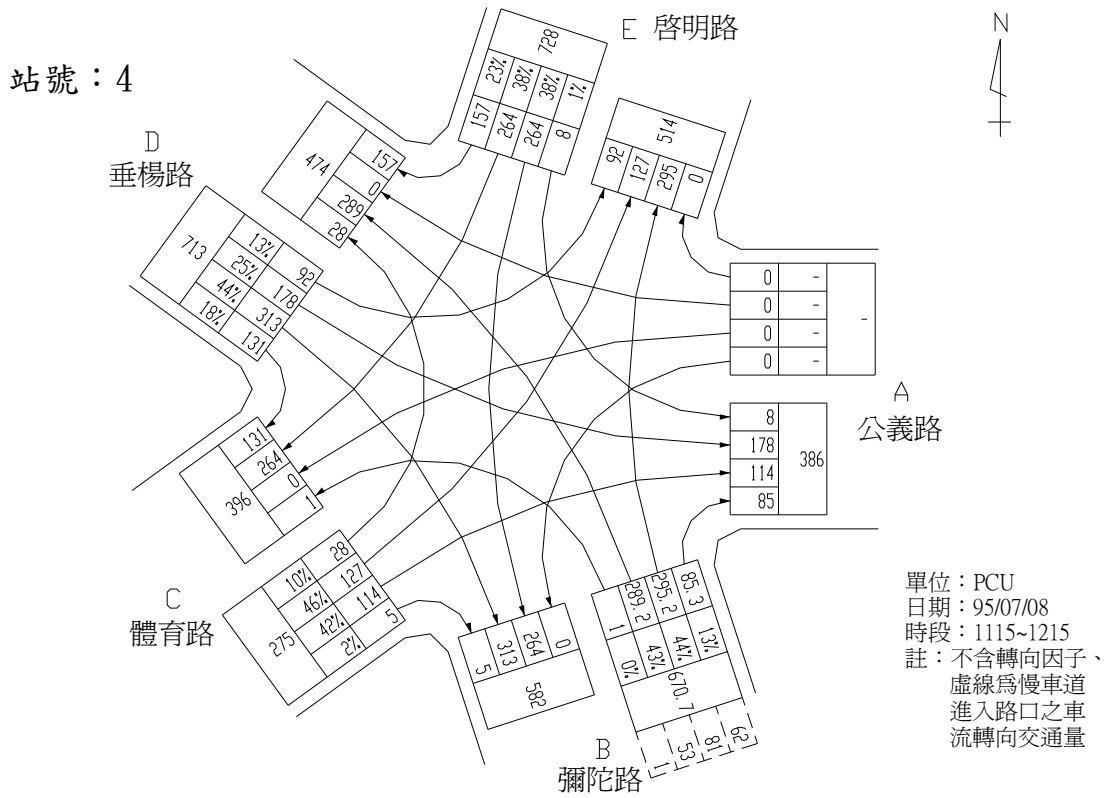 站號：4
E 啓明路
N
728
23% 38% 38% 1%
157 264 264 8
514
92 127 295 0
D
垂楊路
474
157
0
289
28
713
13% 92
25% 178
44% 313
18% 131
0 -
0 -
0 -
0 -
-
A
公義路
8
178
114
85
386
396
131
264
0
1
C
體育路
275
10% 28
46% 127
42% 114
2% 5
5 313 264 0
582
1 289.2 295.2 85.3
0% 43% 44% 13%
670.7
1 53 81 62
B
彌陀路
單位：PCU
日期：95/07/08
時段：1115~1215
註：不含轉向因子、
虛線爲慢車道
進入路口之車
流轉向交通量